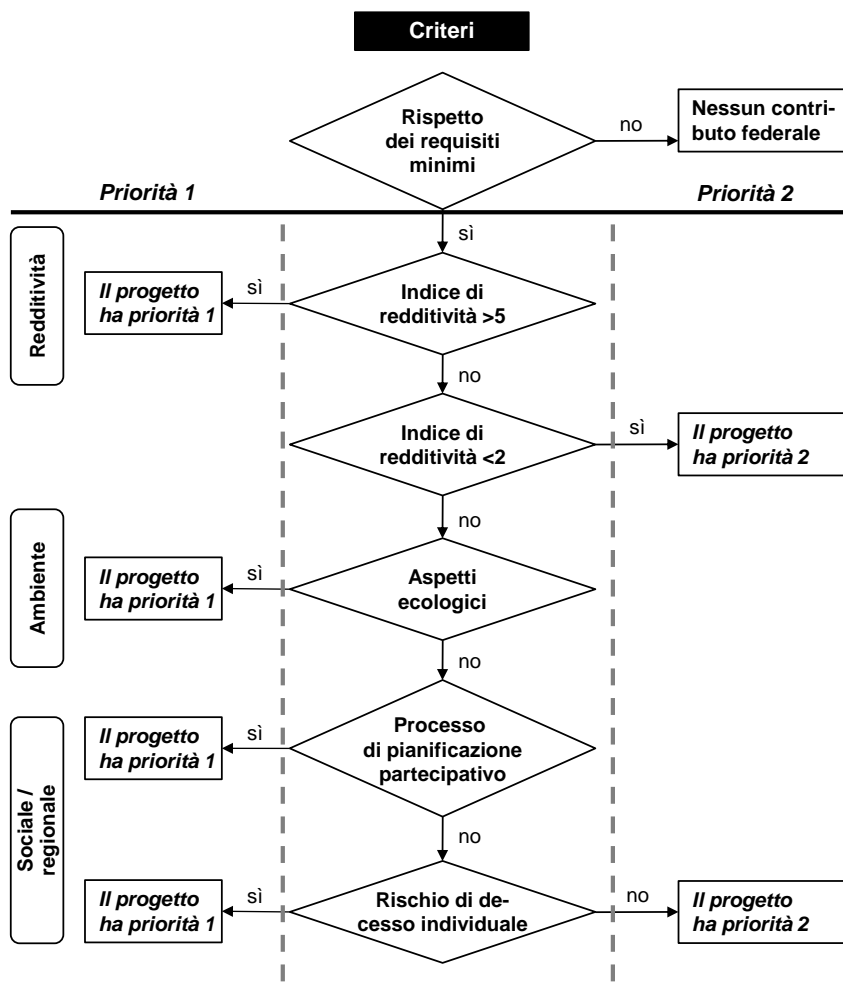 Criteri
Rispetto
dei requisiti
minimi
no
Nessun contri-
buto federale
Priorità 1
Priorità 2
sì
Redditività
Il progetto
ha priorità 1
sì
Indice di
redditività >5
no
Indice di
redditività <2
sì
Il progetto
ha priorità 2
no
Ambiente
Il progetto
ha priorità 1
sì
Aspetti
ecologici
no
Sociale /
regionale
Il progetto
ha priorità 1
sì
Processo
di pianificazione
partecipativo
no
Il progetto
ha priorità 1
sì
Rischio di de-
cesso individuale
no
Il progetto
ha priorità 2